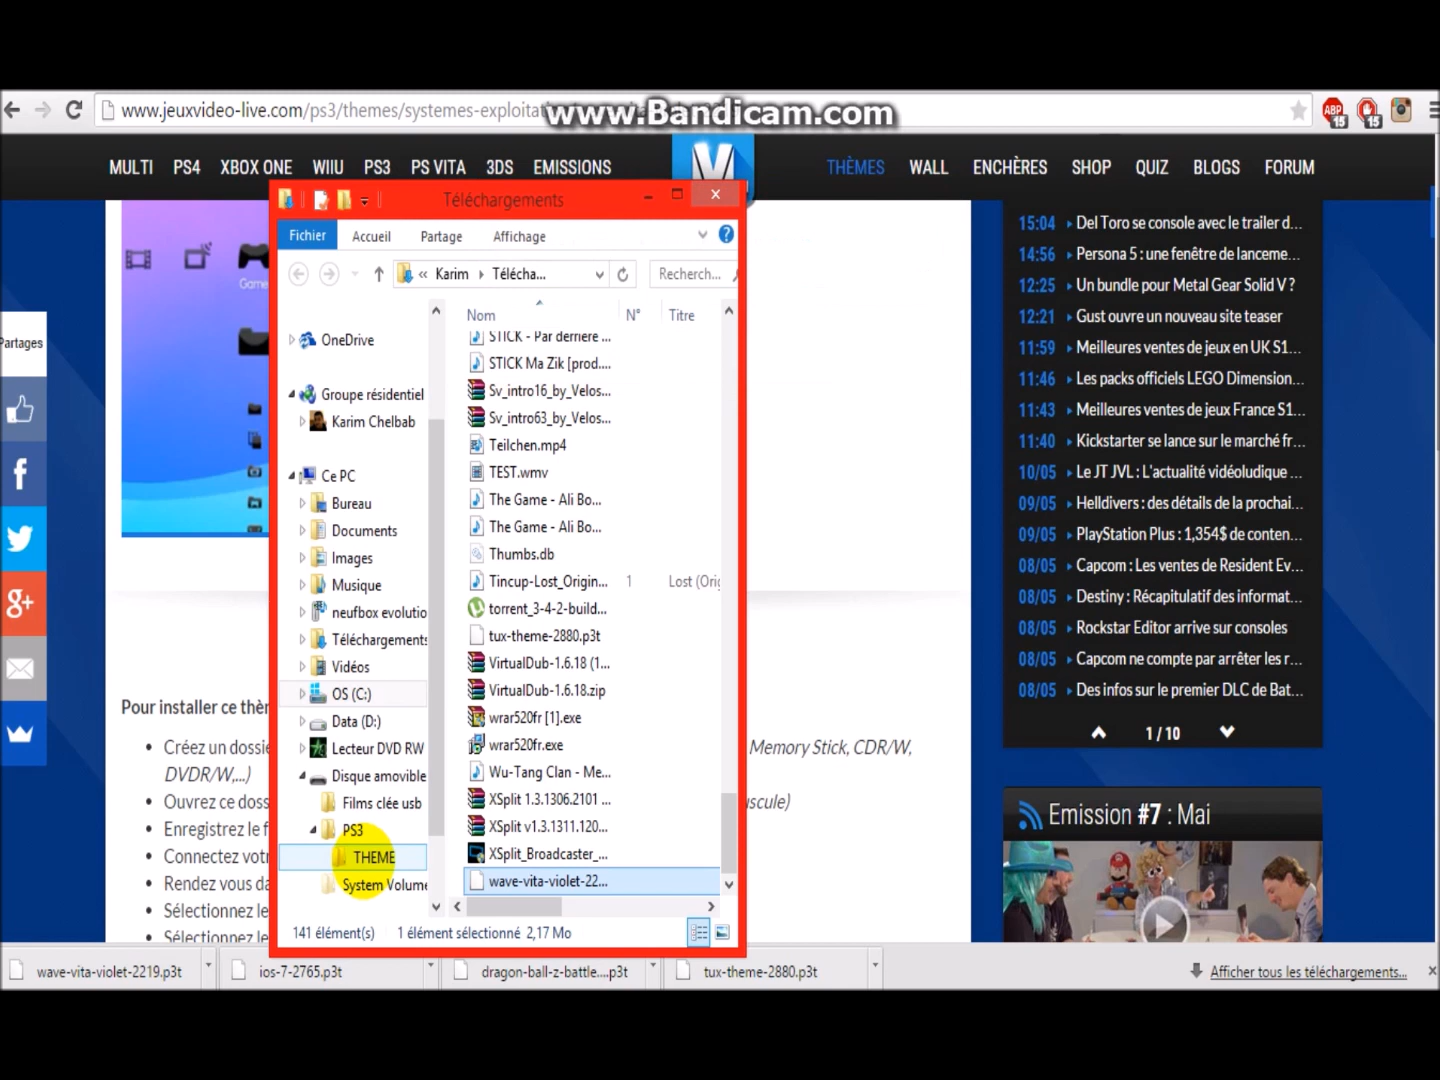 www.jeuxvideo-live.com/ps3/themes/systemes-exploitat
www.Bandicam.com
ABP
15
15
MULTI PS4 XBOX ONE WIIU PS3 PS VITA 3DS EMISSIONS
THÈMES WALL ENCHÈRES SHOP QUIZ BLOGS FORUM
Partages
Game
Téléchargements
Fichier Accueil Partage Affichage
« Karim Télécha... Recherch...
Nom N° Titre
OneDrive
Groupe résidentiel
Karim Chelbab
Ce PC
Bureau
Documents
Images
Musique
neufbox evolutio
Téléchargements
Vidéos
OS (C:)
Data (D:)
Lecteur DVD RW
Disque amovible
Films clée usb
PS3
THEME
System Volume
STICK - Par derrière ...
STICK Ma Zik [prod....
Sv_intro16_by_Velos...
Sv_intro63_by_Velos...
Teilchen.mp4
TEST.wmv
The Game - Ali Bo...
The Game - Ali Bo...
Thumbs.db
Tincup-Lost_Origin... 1 Lost (Orig
torrent_3-4-2-build...
tux-theme-2880.p3t
VirtualDub-1.6.18 (1...
VirtualDub-1.6.18.zip
wrar520fr [1].exe
wrar520fr.exe
Wu-Tang Clan - Me...
XSplit 1.3.1306.2101 ...
XSplit v1.3.1311.120...
XSplit_Broadcaster_...
wave-vita-violet-22...
141 élément(s) 1 élément sélectionné 2,17 Mo
Pour installer ce thèm
Créez un dossie
Memory Stick, CDR/W,
DVDR/W,...)
Ouvrez ce doss
uscule)
Enregistrez le f
Connectez votr
Rendez vous da
Sélectionnez le
Sélectionnez le
15:04 Del Toro se console avec le trailer d...
14:56 Persona 5 : une fenêtre de lanceme...
12:25 Un bundle pour Metal Gear Solid V ?
12:21 Gust ouvre un nouveau site teaser
11:59 Meilleures ventes de jeux en UK S1...
11:46 Les packs officiels LEGO Dimension...
11:43 Meilleures ventes de jeux France S1...
11:40 Kickstarter se lance sur le marché fr...
10/05 Le JT JVL : L'actualité vidéoludique ...
09/05 Helldivers : des détails de la prochai...
09/05 PlayStation Plus : 1,354$ de conten...
08/05 Capcom : Les ventes de Resident Ev...
08/05 Destiny : Récapitulatif des informat...
08/05 Rockstar Editor arrive sur consoles
08/05 Capcom ne compte par arrêter les r...
08/05 Des infos sur le premier DLC de Bat...
1 / 10
Emission #7 : Mai
wave-vita-violet-2219.p3t ios-7-2765.p3t dragon-ball-z-battle....p3t tux-theme-2880.p3t
Afficher tous les téléchargements...